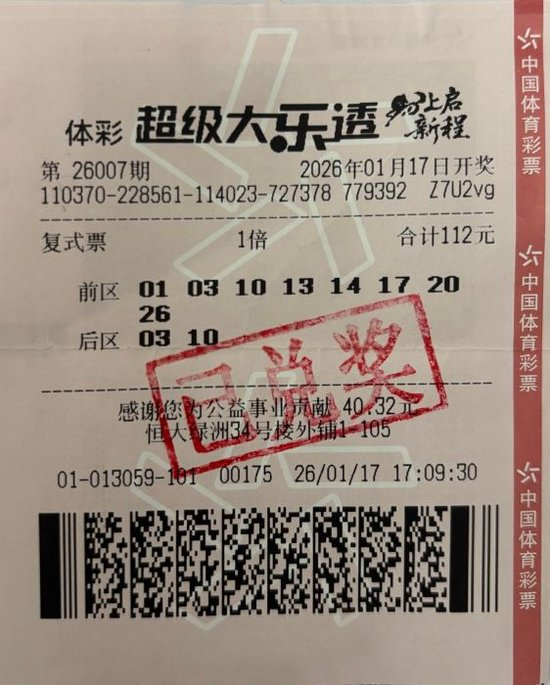 体彩 超级大乐透 马上启新程
第 26007期 2026年01月17日开奖
110370-228561-114023-727378 779392 Z7U2vg
复式票 1倍 合计112元
前区 01 03 10 13 14 17 20
26
后区 03 10
已兑奖
感谢您为公益事业贡献 40.32元
恒大绿洲34号楼外铺1-105
01-013059-101 00175 26/01/17 17:09:30
中国体育彩票
中国体育彩票
中国体育彩票